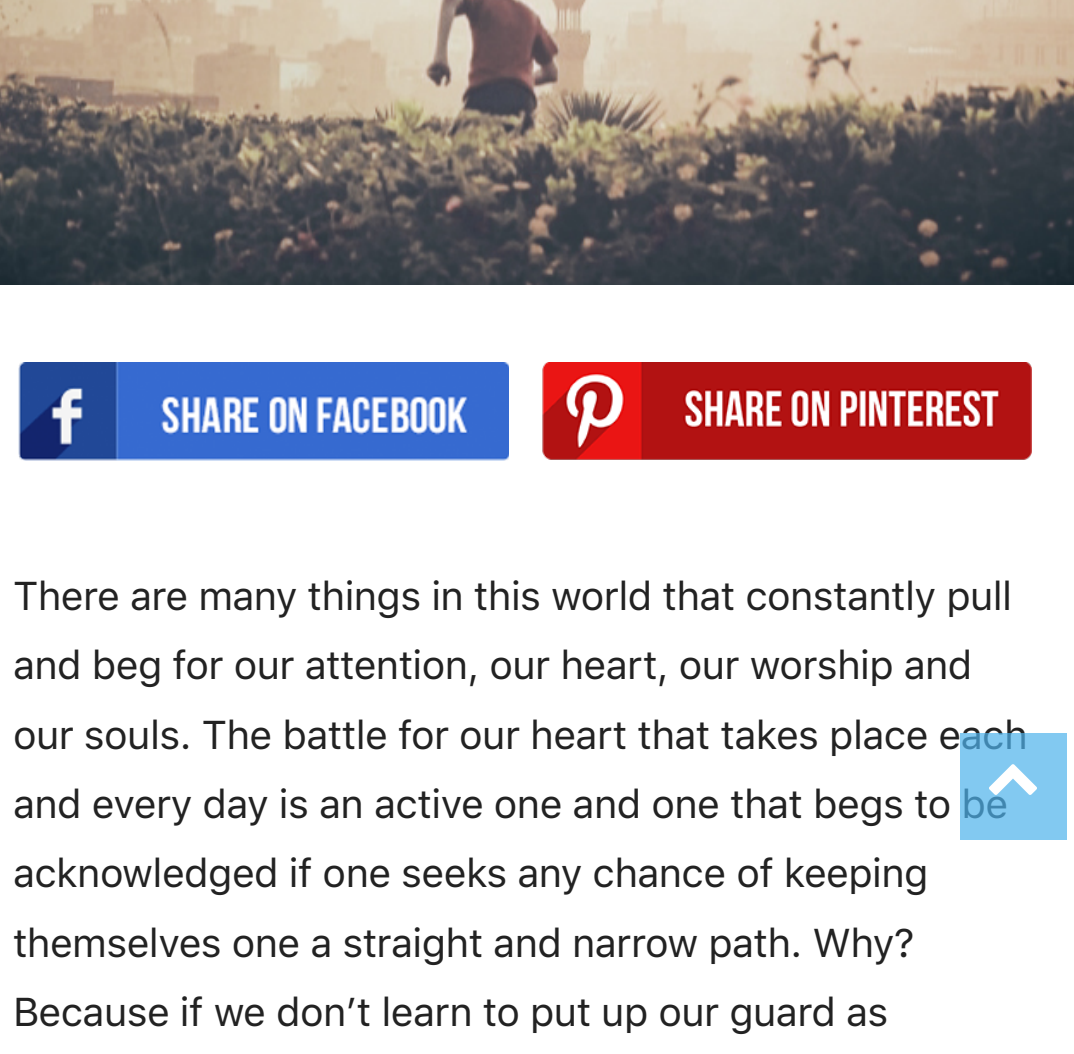 SHARE ON FACEBOOK
SHARE ON PINTEREST
There are many things in this world that constantly pull
and beg for our attention, our heart, our worship and
our souls. The battle for our heart that takes place each
and every day is an active one and one that begs to be
acknowledged if one seeks any chance of keeping
themselves one a straight and narrow path. Why?
Because if we don’t learn to put up our guard as